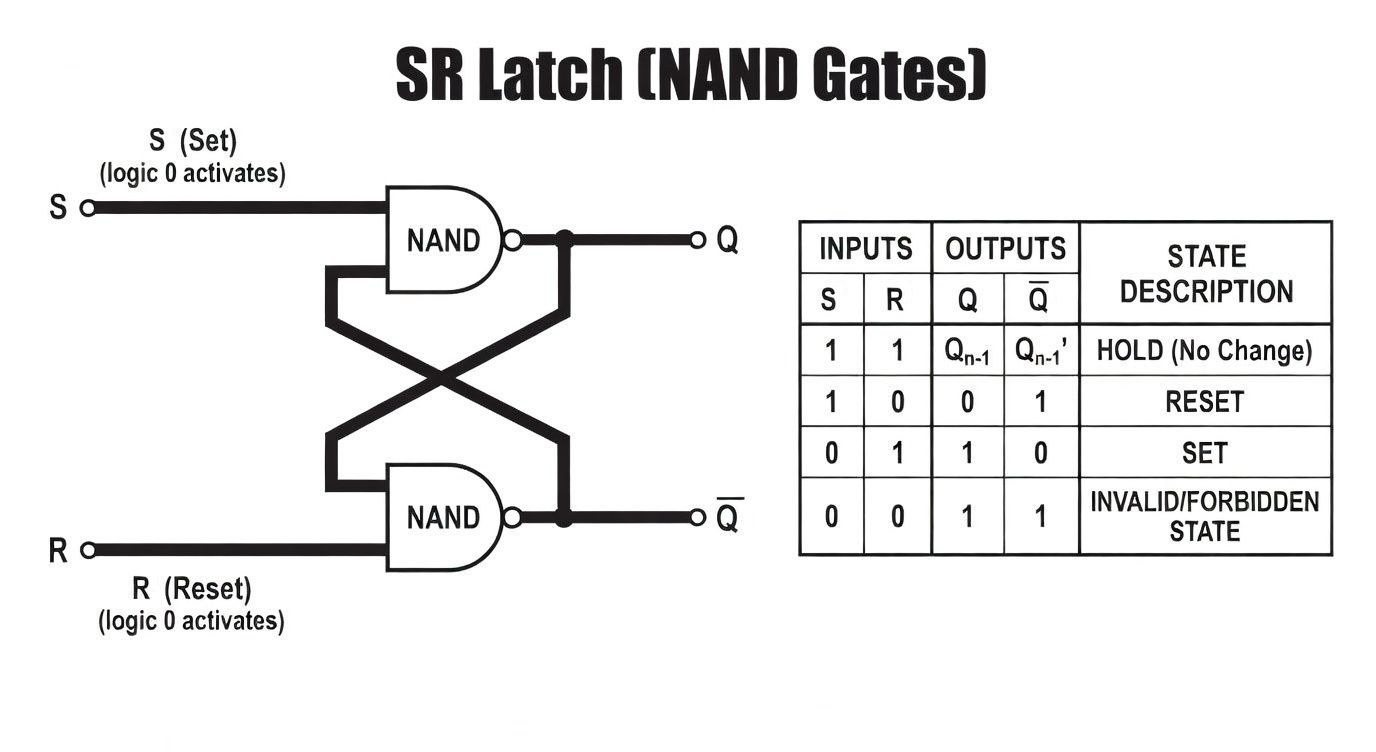 SR Latch (NAND Gates)
S (Set)
(logic 0 activates)
S
NAND
Q
NAND
Q̅
R
R (Reset)
(logic 0 activates)
INPUTS OUTPUTS STATE DESCRIPTION
S R Q Q̅
1 1 Qn-1 Qn-1' HOLD (No Change)
1 0 0 1 RESET
0 1 1 0 SET
0 0 1 1 INVALID/FORBIDDEN
STATE